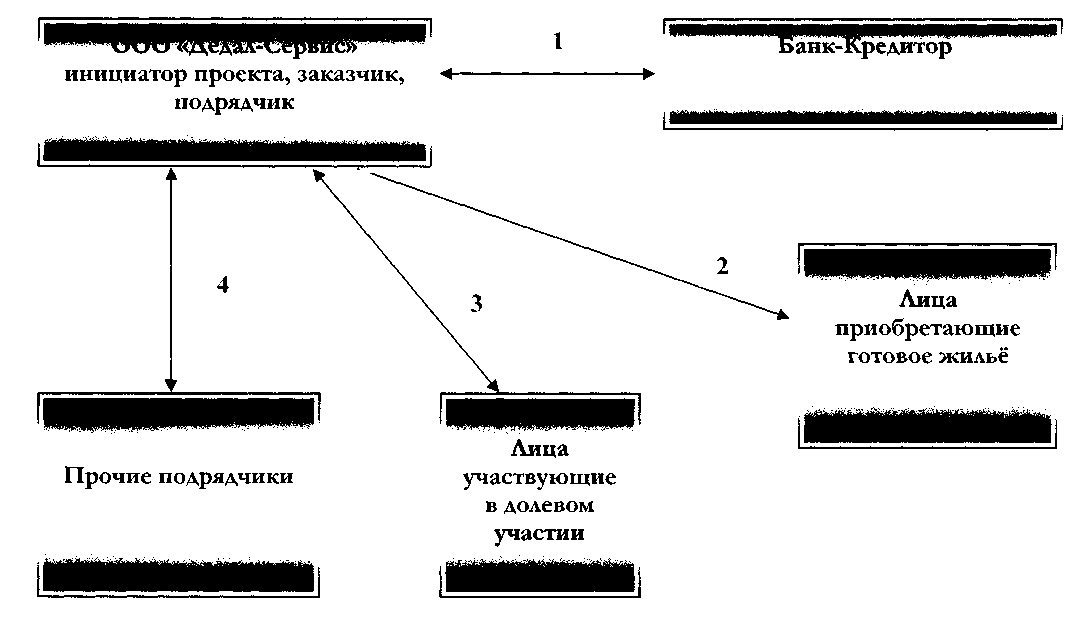 ООО «Дедал-Сервис»
инициатор проекта, заказчик,
подрядчик
1
Банк-Кредитор
2
Лица
приобретающие
готовое жильё
4
3
Прочие подрядчики
Лица
участвующие
в долевом
участии